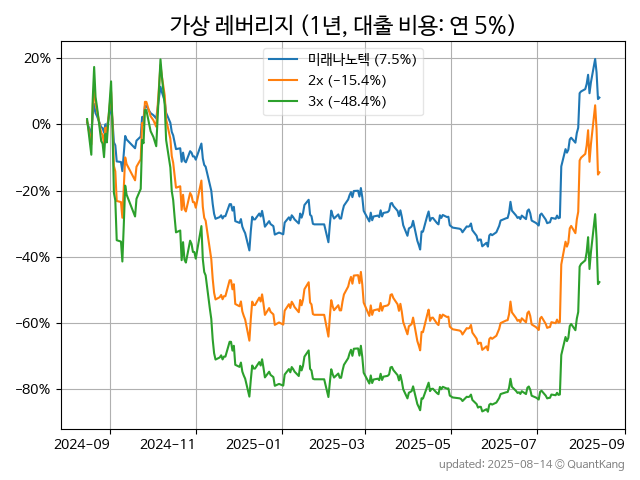 가상 레버리지 (1년, 대출 비용: 연 5%)
미래나노텍 (7.5%)
2x (−15.4%)
3x (−48.4%)
20%
0%
−20%
−40%
−60%
−80%
2024−09 2024−11 2025−01 2025−03 2025−05 2025−07 2025−09
updated: 2025-08-14 © QuantKang